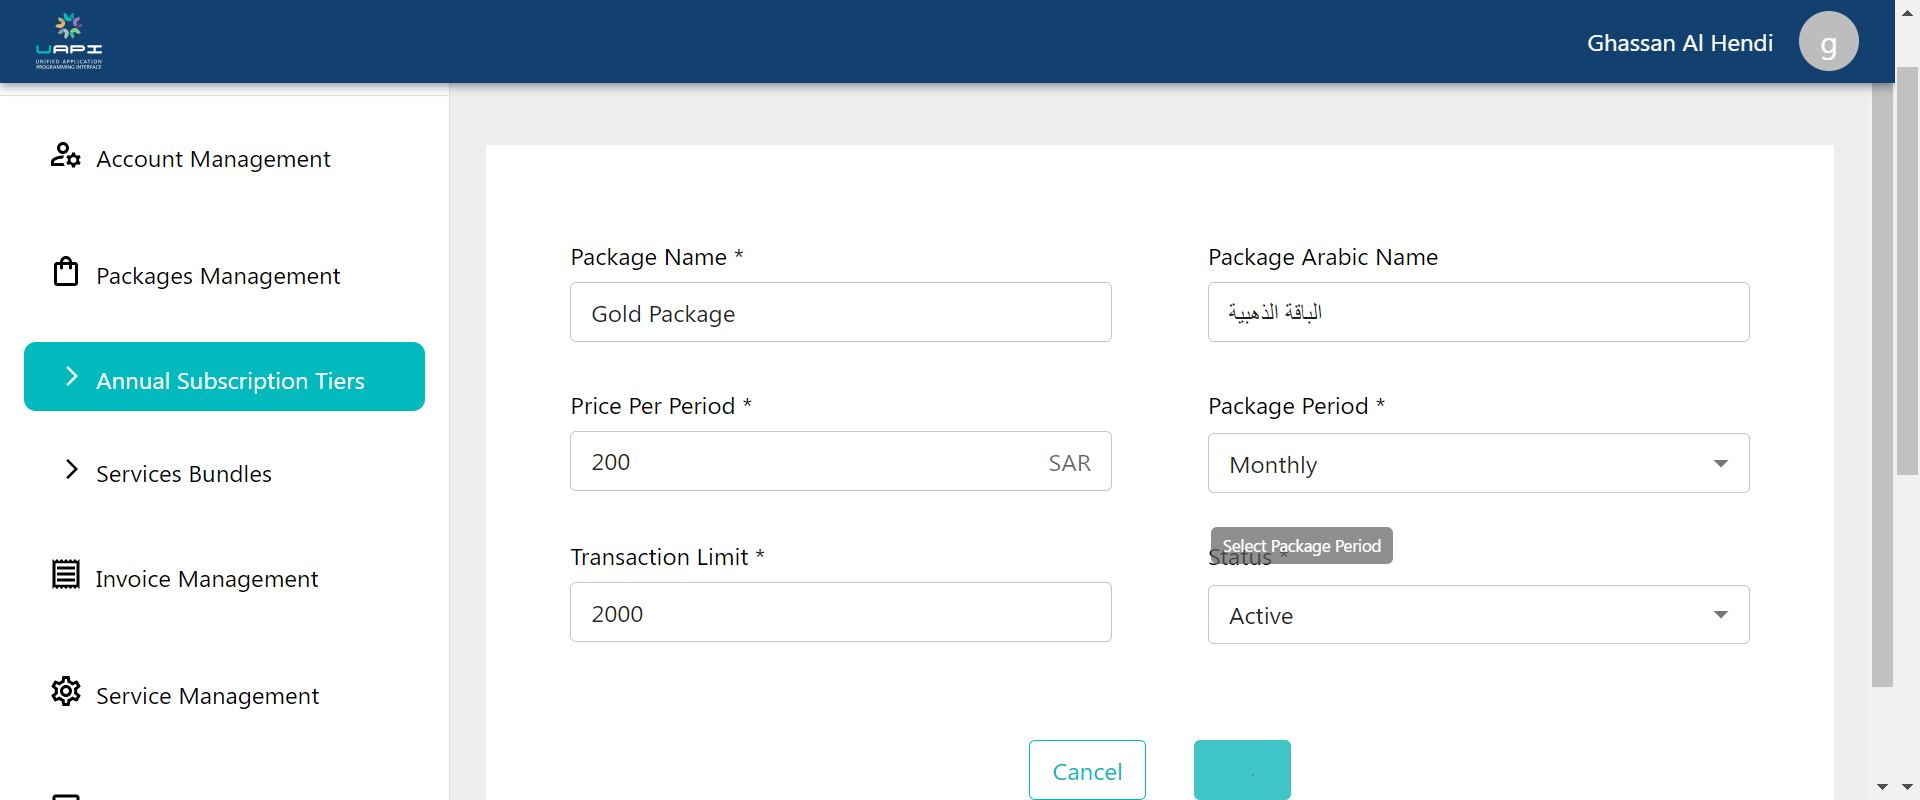 UAPI
UNIFIED APPLICATION
PROGRAMMING INTERFACE
Ghassan Al Hendi
g
Account Management
Packages Management
Annual Subscription Tiers
Services Bundles
Invoice Management
Service Management
Package Name *
Gold Package
Package Arabic Name
الباقة الذهبية
Price Per Period *
200
SAR
Package Period *
Monthly
Select Package Period
Transaction Limit *
2000
Status *
Active
Cancel